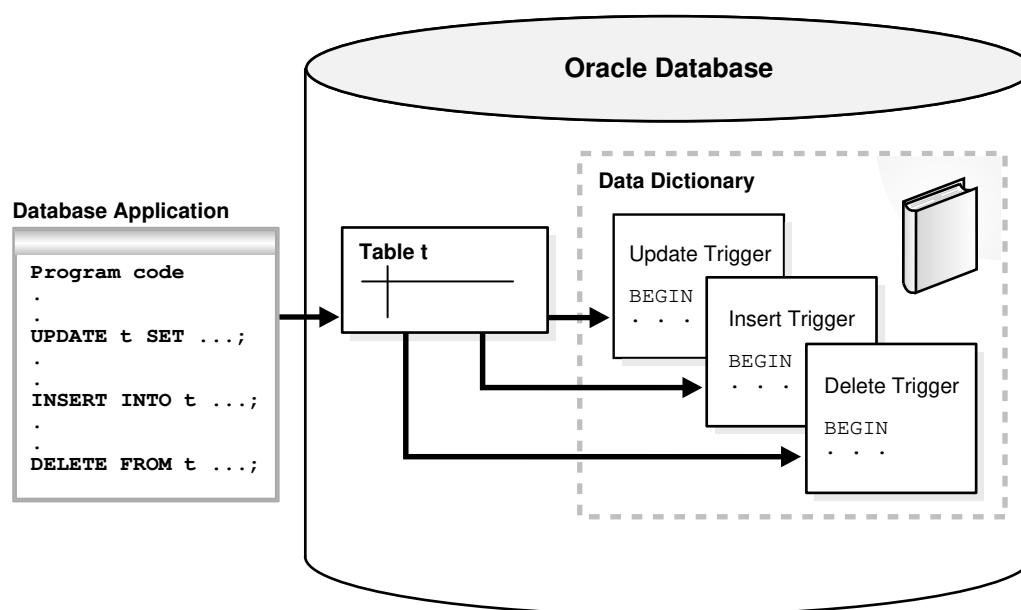 Oracle Database
Data Dictionary
Database Application
Program code
.
.
UPDATE t SET ...;
.
.
INSERT INTO t ...;
.
.
DELETE FROM t ...;
Table t
Update Trigger
BEGIN
. . .
Insert Trigger
BEGIN
. . .
Delete Trigger
BEGIN
. . .